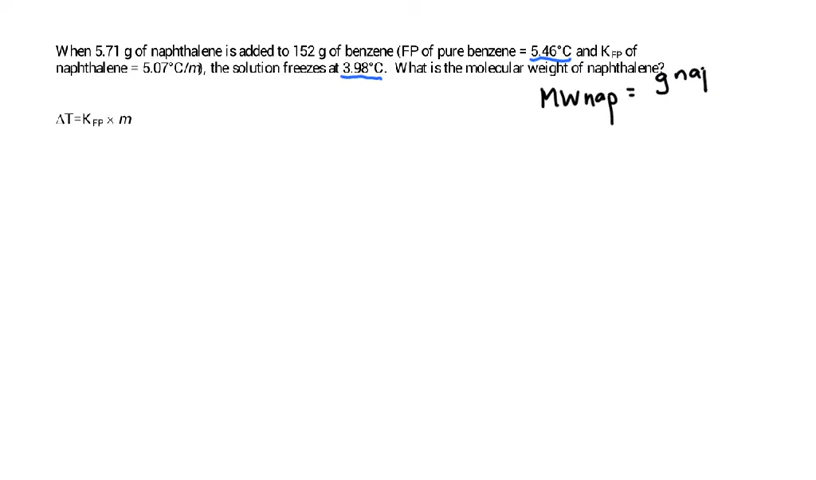 When 5.71 g of naphthalene is added to 152 g of benzene (FP of pure benzene = 5.46°C and KFP of
naphthalene = 5.07°C/m), the solution freezes at 3.98°C. What is the molecular weight of naphthalene?
MWnap = g nap
ΔT=KFP × m